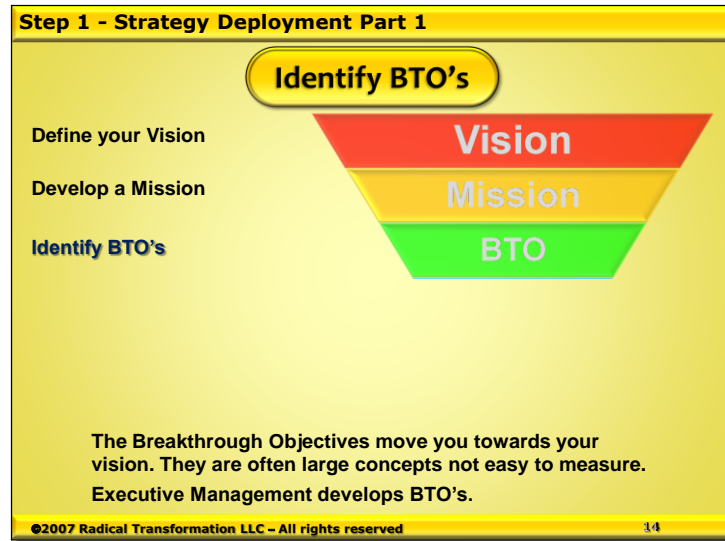 Step 1 - Strategy Deployment Part 1
Identify BTO's
Define your Vision
Vision
Develop a Mission
Mission
Identify BTO's
BTO
The Breakthrough Objectives move you towards your
vision. They are often large concepts not easy to measure.
Executive Management develops BTO's.
©2007 Radical Transformation LLC – All rights reserved 14